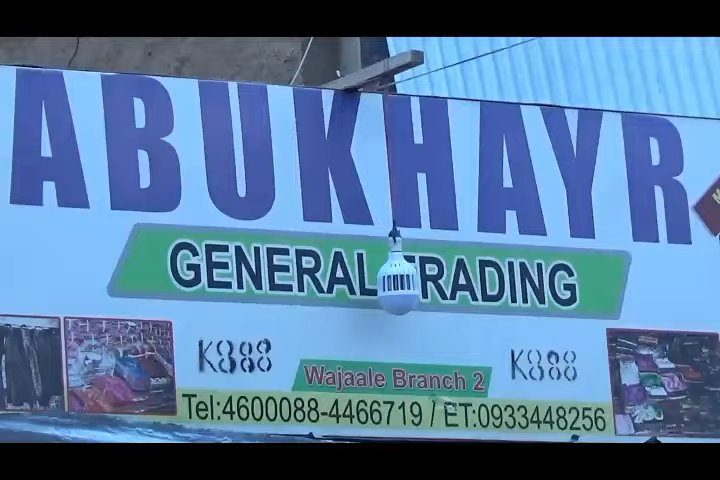 ABUKHAYR
GENERAL TRADING
K888 K888
Wajaale Branch 2
Tel:4600088-4466719 / ET:0933448256